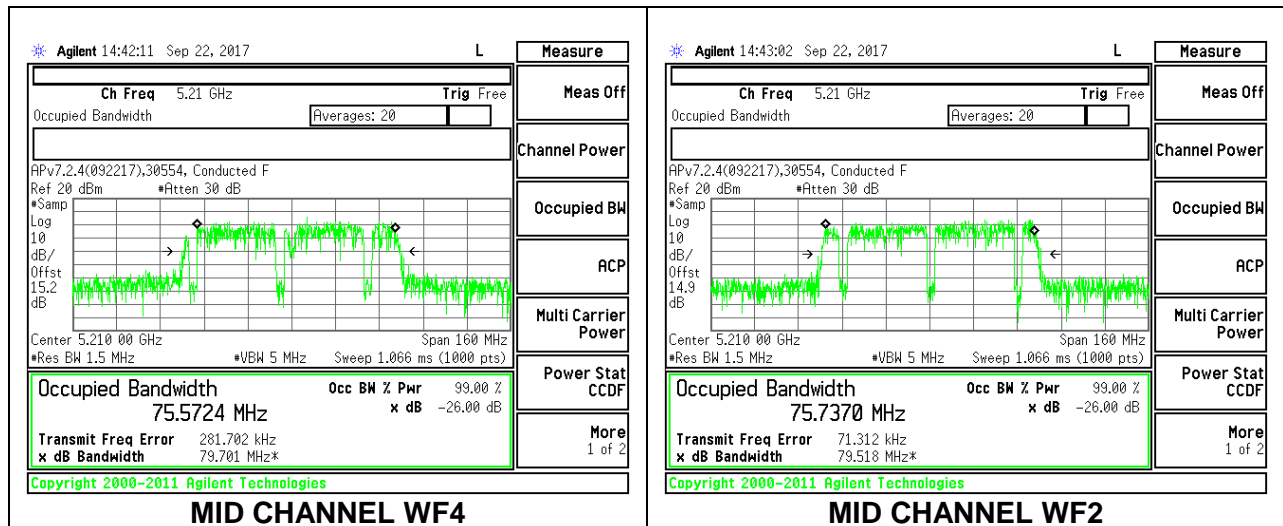 Agilent 14:42:11 Sep 22, 2017 L
Measure
Ch Freq 5.21 GHz Trig Free
Occupied Bandwidth Averages: 20
APv7.2.4(092217),30554, Conducted F
Ref 20 dBm #Atten 30 dB
#Samp
Log
10
dB/
Offst
15.2
dB
Center 5.210 00 GHz Span 160 MHz
#Res BW 1.5 MHz #VBW 5 MHz Sweep 1.066 ms (1000 pts)
Occupied Bandwidth Occ BW % Pwr 99.00 %
75.5724 MHz x dB -26.00 dB
Transmit Freq Error 281.702 kHz
x dB Bandwidth 79.701 MHz*
Copyright 2000-2011 Agilent Technologies
Meas Off
Channel Power
Occupied BW
ACP
Multi Carrier
Power
Power Stat
CCDF
More
1 of 2
MID CHANNEL WF4
Agilent 14:43:02 Sep 22, 2017 L
Measure
Ch Freq 5.21 GHz Trig Free
Occupied Bandwidth Averages: 20
APv7.2.4(092217),30554, Conducted F
Ref 20 dBm #Atten 30 dB
#Samp
Log
10
dB/
Offst
14.9
dB
Center 5.210 00 GHz Span 160 MHz
#Res BW 1.5 MHz #VBW 5 MHz Sweep 1.066 ms (1000 pts)
Occupied Bandwidth Occ BW % Pwr 99.00 %
75.7370 MHz x dB -26.00 dB
Transmit Freq Error 71.312 kHz
x dB Bandwidth 79.518 MHz*
Copyright 2000-2011 Agilent Technologies
Meas Off
Channel Power
Occupied BW
ACP
Multi Carrier
Power
Power Stat
CCDF
More
1 of 2
MID CHANNEL WF2